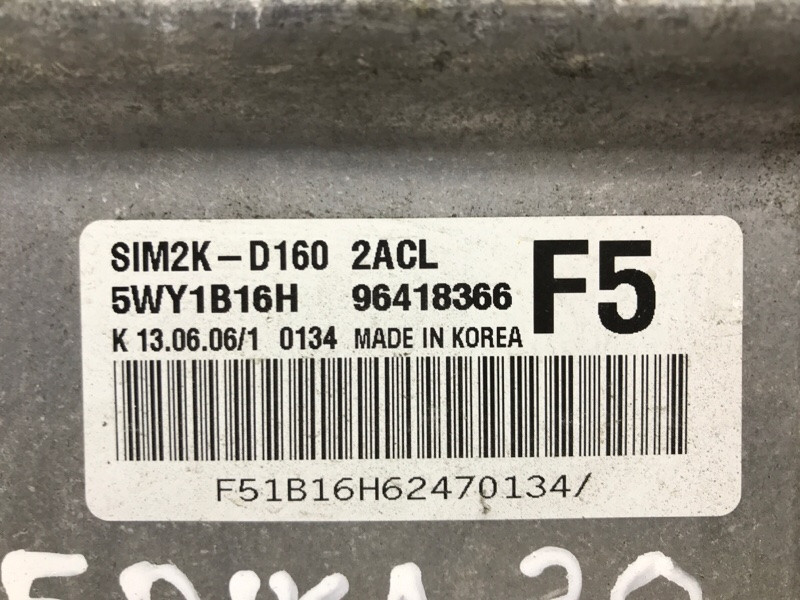 SIM2K-D160 2ACL
5WY1B16H 96418366 F5
K 13.06.06/1 0134 MADE IN KOREA
F51B16H62470134/